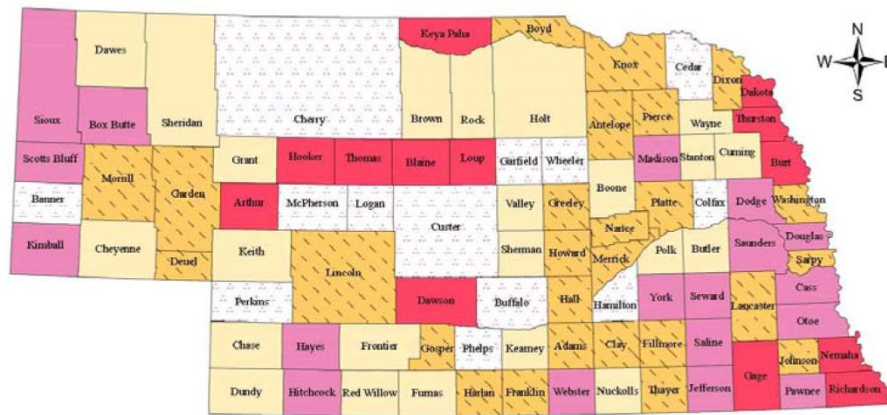 Keya Paha
Boyd
N
Dawes
Knox
Cedar
W E
Dixon
S
Dakota
Sioux
Box Butte
Sheridan
Cherry
Brown
Rock
Holt
Antelope
Pierce
Wayne
Thurston
Scotts Bluff
Grant
Hooker
Thomas
Blaine
Loup
Garfield
Wheeler
Madison
Stanton
Cuming
Burt
Morrill
Garden
Boone
Banner
Arthur
McPherson
Logan
Custer
Valley
Greeley
Platte
Colfax
Dodge
Washington
Kimball
Cheyenne
Keith
Sherman
Howard
Nance
Merrick
Polk
Butler
Saunders
Douglas
Sarpy
Deuel
Lincoln
Perkins
Dawson
Buffalo
Hall
Hamilton
York
Seward
Lancaster
Cass
Otoe
Chase
Hayes
Frontier
Gosper
Phelps
Kearney
Adams
Clay
Fillmore
Saline
Gage
Johnson
Nemaha
Dundy
Hitchcock
Red Willow
Furnas
Harlan
Franklin
Webster
Nuckolls
Thayer
Jefferson
Pawnee
Richardson